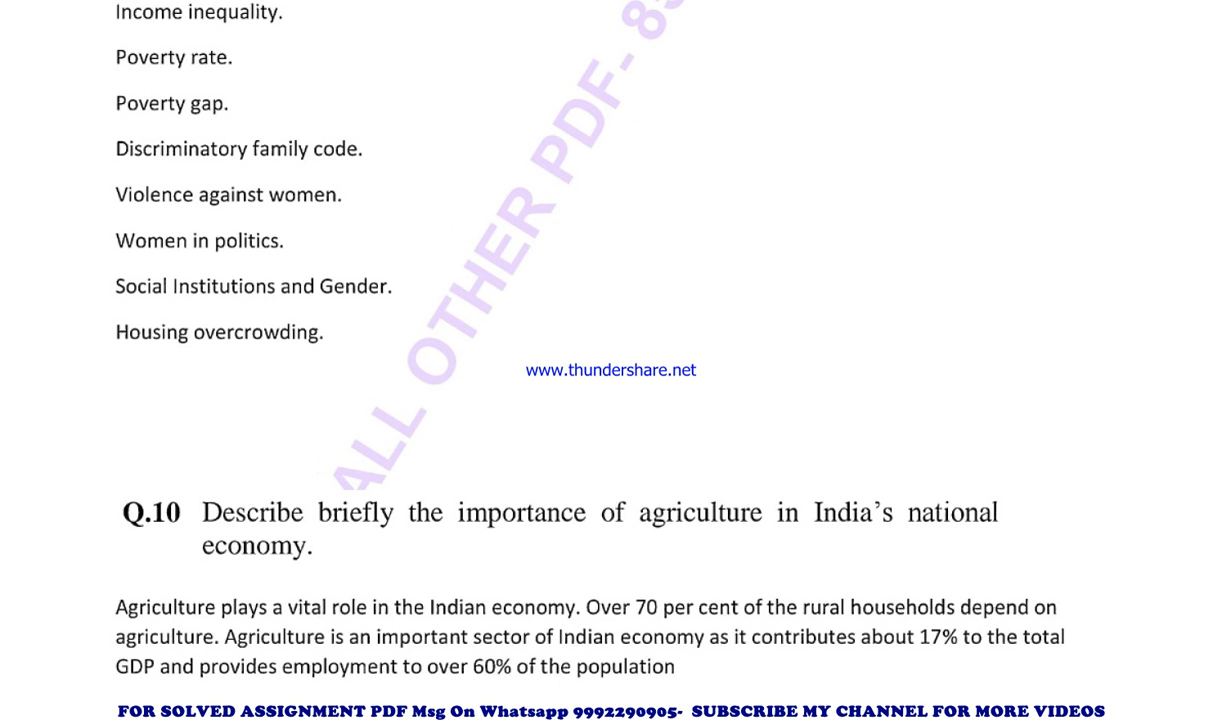 Income inequality.
Poverty rate.
Poverty gap.
Discriminatory family code.
Violence against women.
Women in politics.
Social Institutions and Gender.
Housing overcrowding.
ALL OTHER PDF- 8
www.thundershare.net
Q.10 Describe briefly the importance of agriculture in India's national
economy.
Agriculture plays a vital role in the Indian economy. Over 70 per cent of the rural households depend on
agriculture. Agriculture is an important sector of Indian economy as it contributes about 17% to the total
GDP and provides employment to over 60% of the population
FOR SOLVED ASSIGNMENT PDF Msg On Whatsapp 9992290905- SUBSCRIBE MY CHANNEL FOR MORE VIDEOS